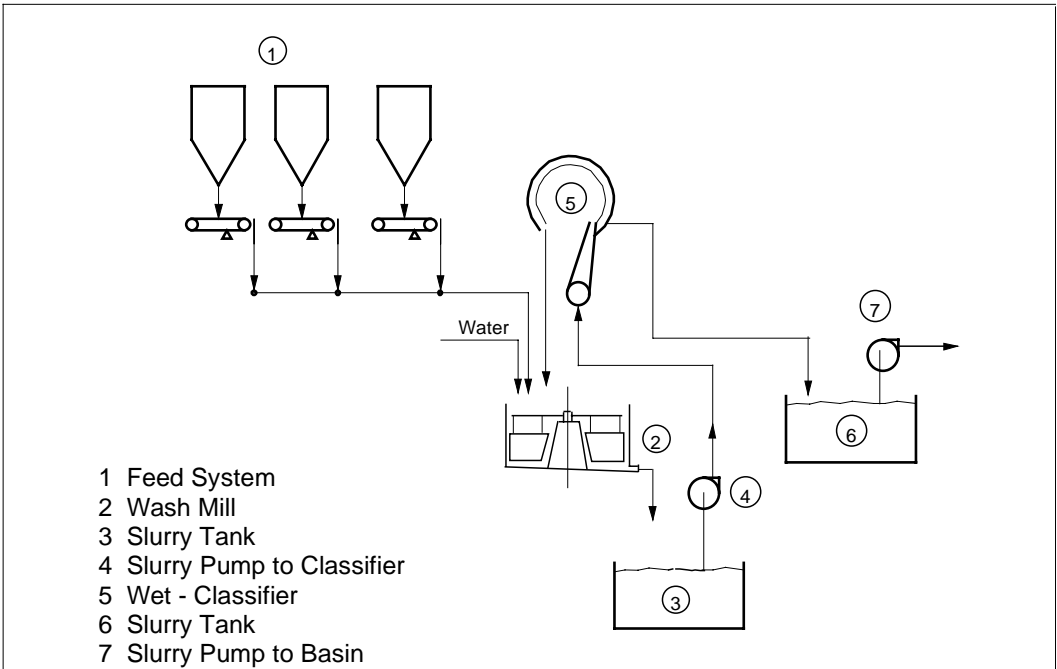 1
5
7
Water
2
6
4
3
1 Feed System
2 Wash Mill
3 Slurry Tank
4 Slurry Pump to Classifier
5 Wet - Classifier
6 Slurry Tank
7 Slurry Pump to Basin